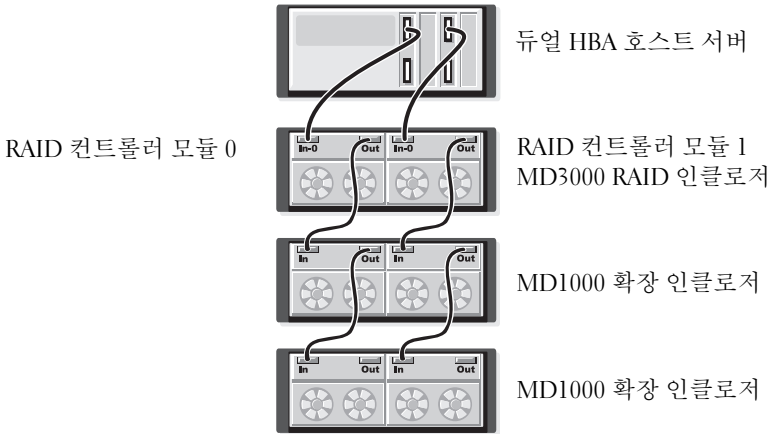 듀얼 HBA 호스트 서버
RAID 컨트롤러 모듈 0
In-0 Out In-0 Out
RAID 컨트롤러 모듈 1
MD3000 RAID 인클로저
In Out In Out
MD1000 확장 인클로저
In Out In Out
MD1000 확장 인클로저